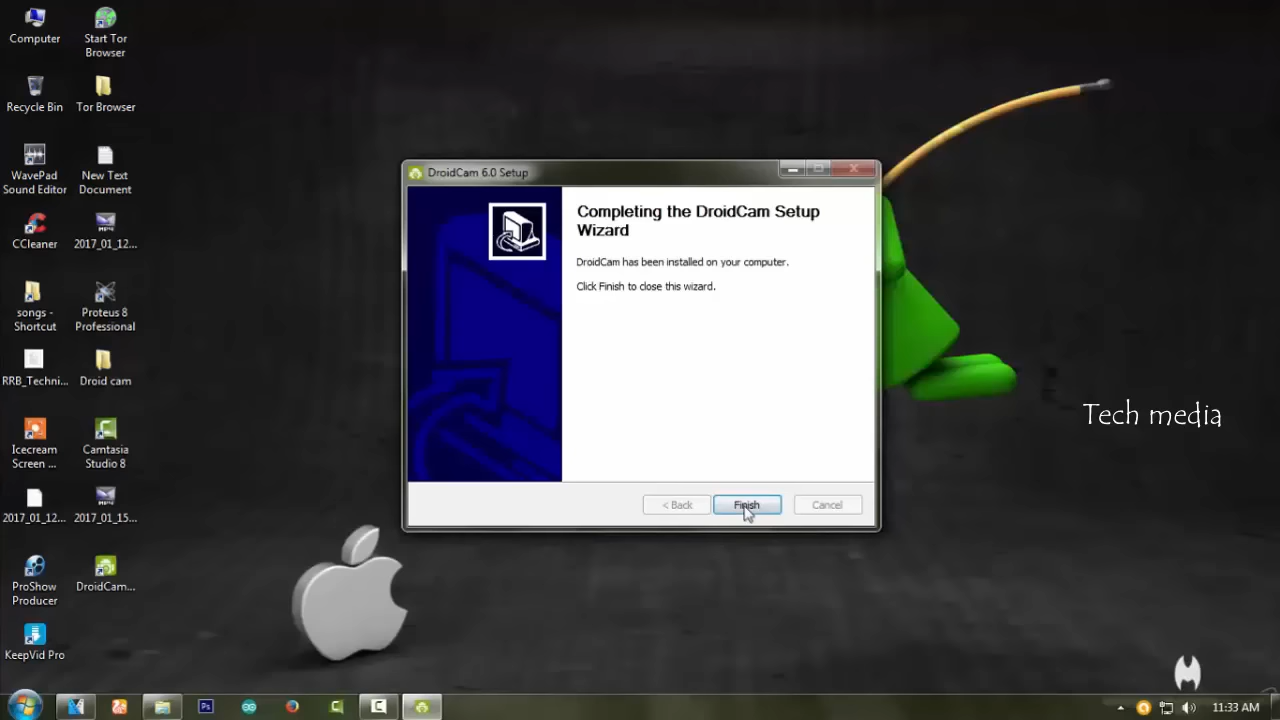 Computer
Start Tor
Browser
Recycle Bin
Tor Browser
WavePad
Sound Editor
New Text
Document
CCleaner
2017_01_12...
songs -
Shortcut
Proteus 8
Professional
RRB_Techni...
Droid cam
Icecream
Screen ...
Camtasia
Studio 8
2017_01_12...
2017_01_15...
ProShow
Producer
DroidCam...
KeepVid Pro
DroidCam 6.0 Setup
Completing the DroidCam Setup
Wizard
DroidCam has been installed on your computer.
Click Finish to close this wizard.
< Back
Finish
Cancel
Tech media
Ps
11:33 AM